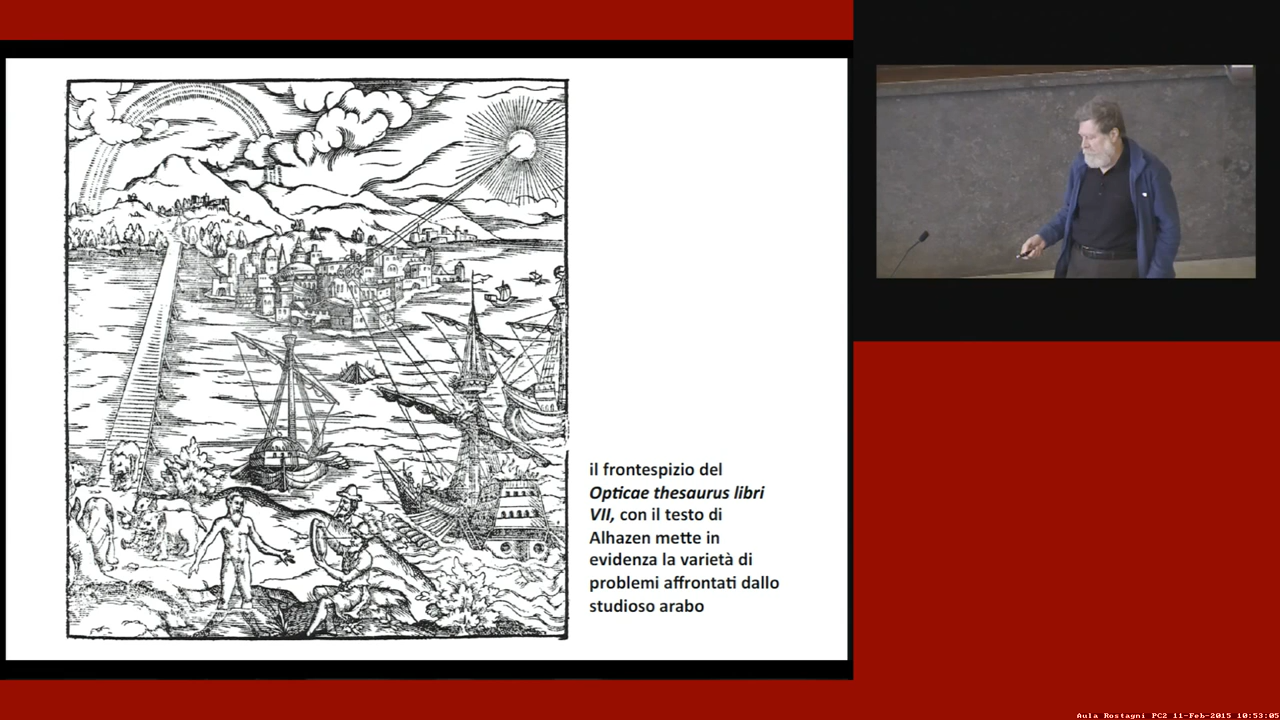 il frontespizio del
Opticae thesaurus libri
VII, con il testo di
Alhazen mette in
evidenza la varietà di
problemi affrontati dallo
studioso arabo
Aula Rostagni PC2 11-Feb-2015 10:53:05